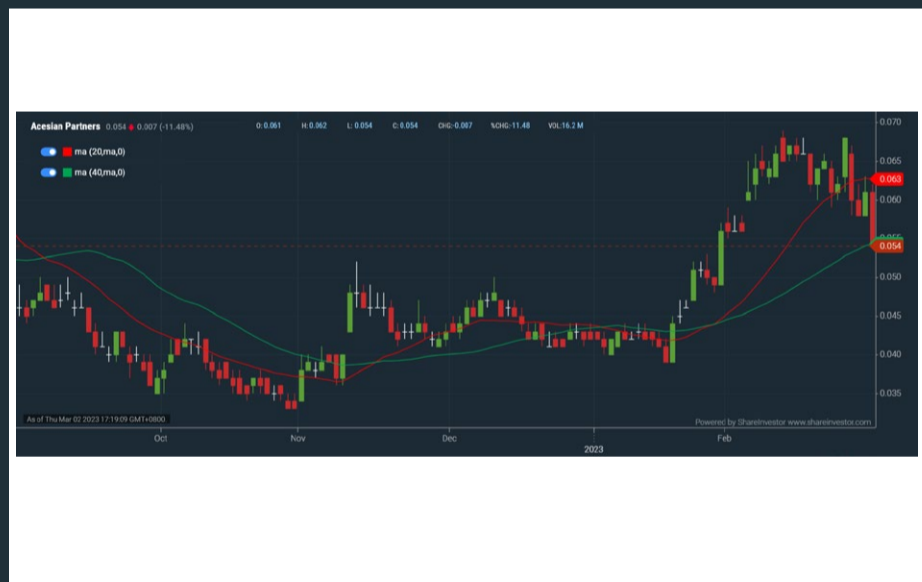 Acesian Partners 0.054 0.007 (-11.48%) O: 0.061 H: 0.062 L: 0.054 C: 0.054 CHG:-0.007 %CHG:-11.48 VOL:16.2 M
ma (20,ma,0)
ma (40,ma,0)
0.070
0.065
0.063
0.060
0.054
0.050
0.045
0.040
0.035
As of Thu Mar 02 2023 17:19:09 GMT+0800
Powered by ShareInvestor www.shareinvestor.com
Oct Nov Dec Feb
2023